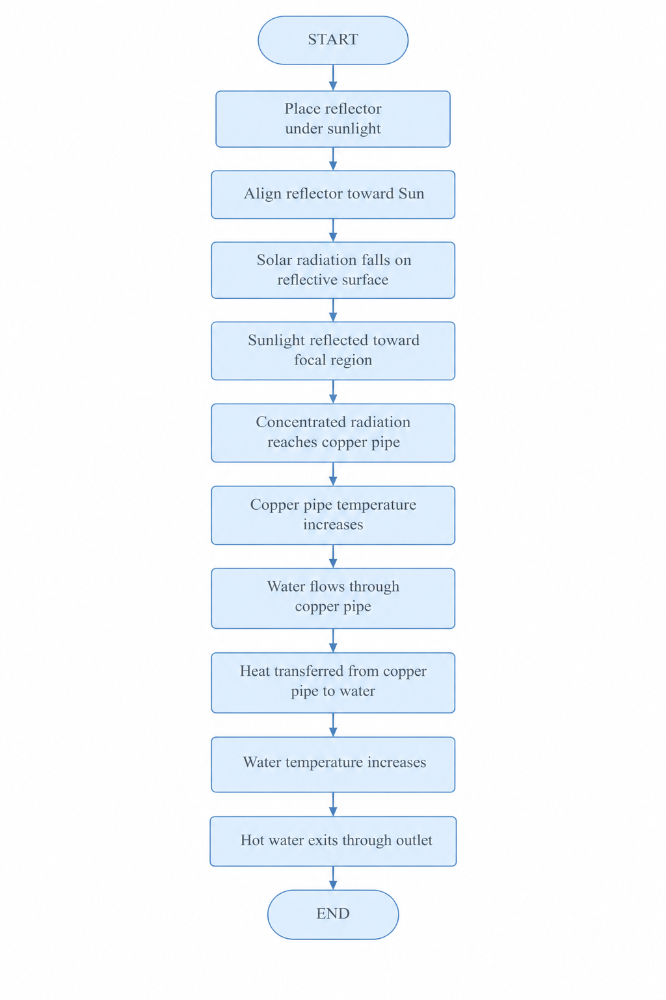 START
Place reflector
under sunlight
Align reflector toward Sun
Solar radiation falls on
reflective surface
Sunlight reflected toward
focal region
Concentrated radiation
reaches copper pipe
Copper pipe temperature
increases
Water flows through
copper pipe
Heat transferred from copper
pipe to water
Water temperature increases
Hot water exits through outlet
END